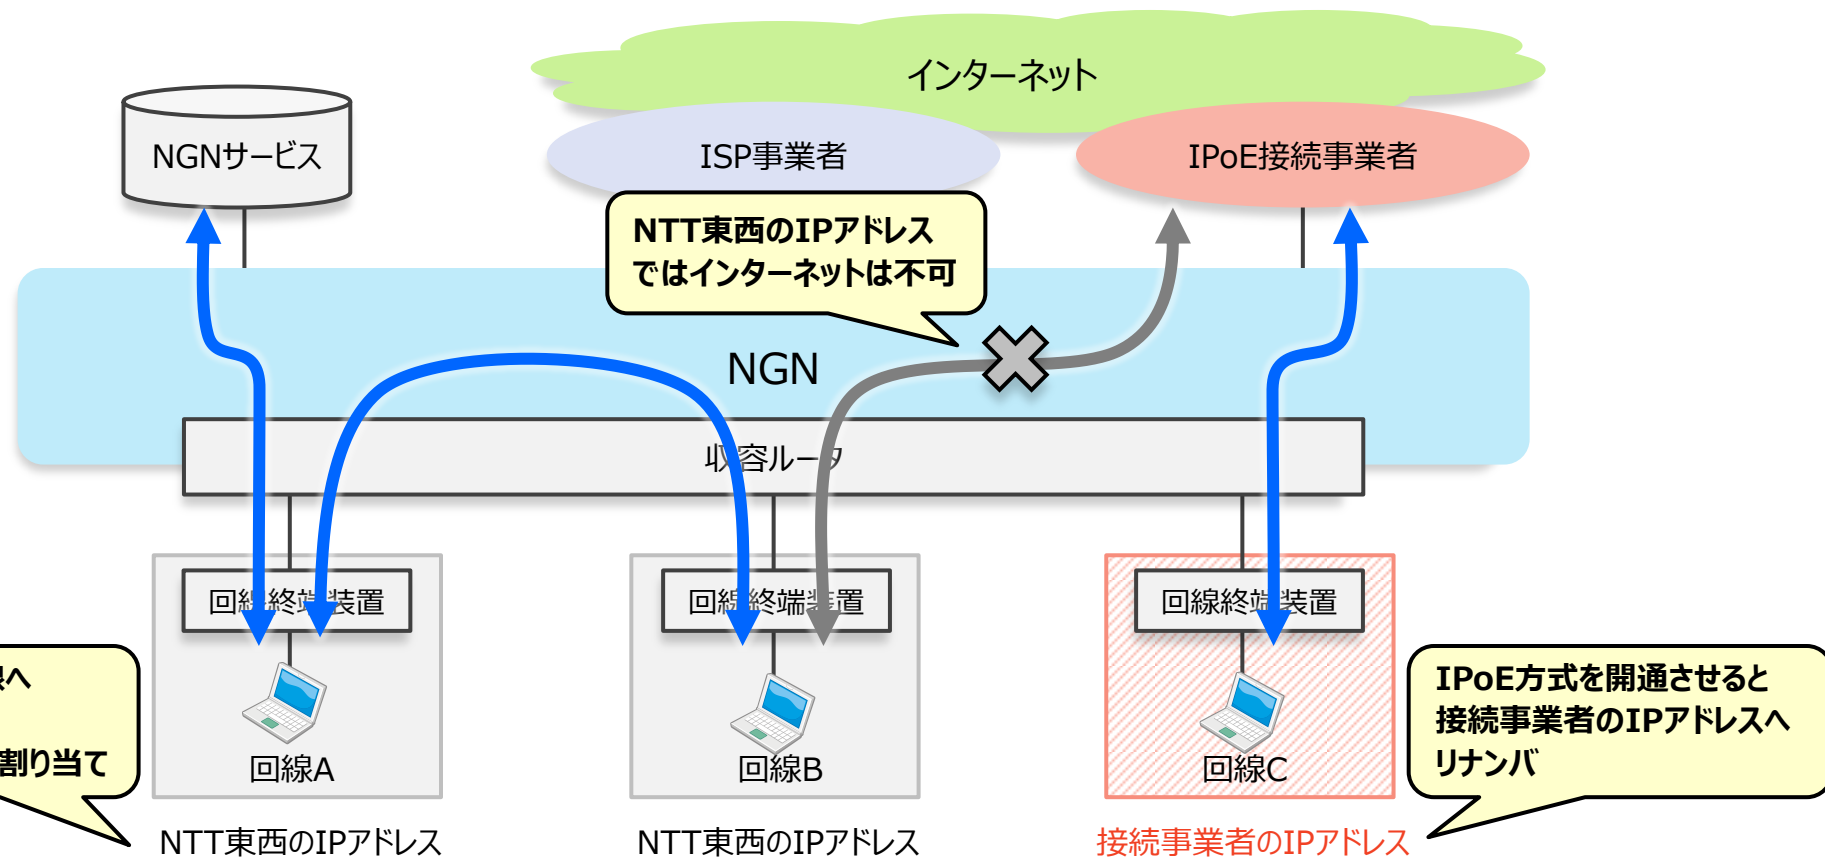 インターネット
NGNサービス
ISP事業者
IPoE接続事業者
NTT東西のIPアドレス
ではインターネットは不可
NGN
収容ルータ
回線終端装置
回線終端装置
回線終端装置
へ
割り当て
回線A
回線B
回線C
IPoE方式を開通させると
接続事業者のIPアドレスへ
リナンバ
NTT東西のIPアドレス
NTT東西のIPアドレス
接続事業者のIPアドレス